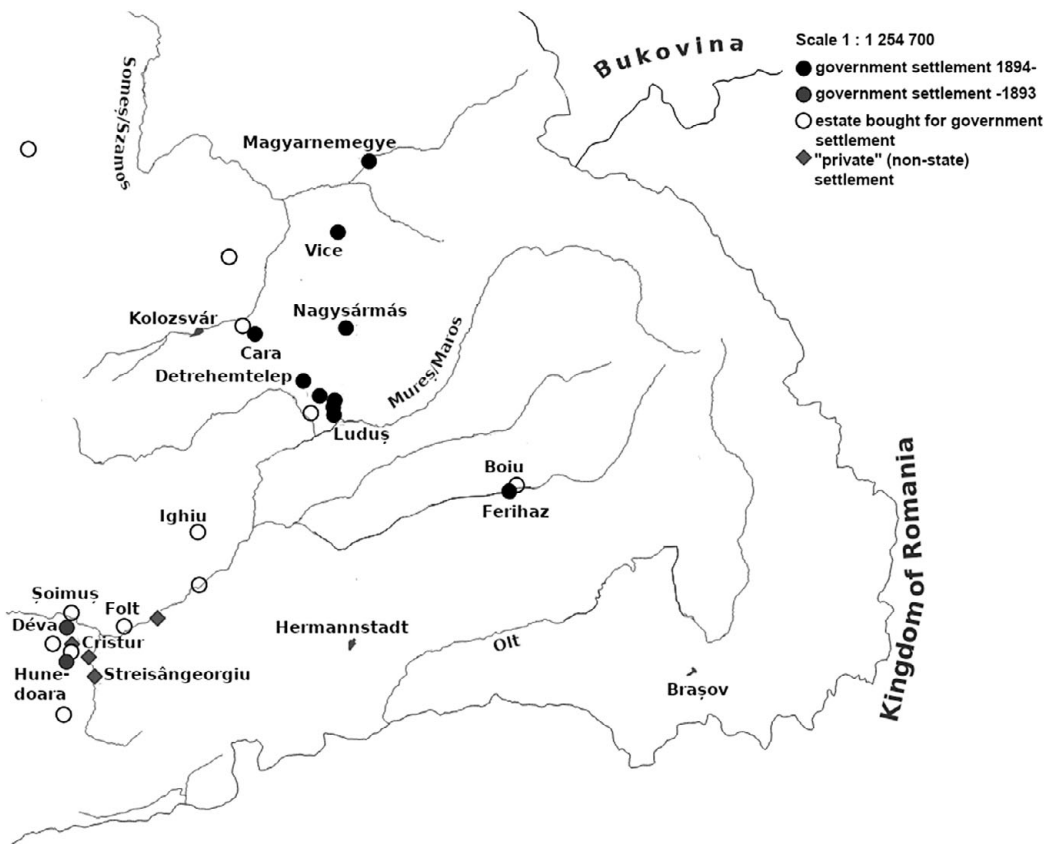 Bukovina
Scale 1 : 1 254 700
government settlement 1894-
government settlement -1893
estate bought for government
settlement
"private" (non-state)
settlement
Someș/Szamos
Magyarnemegye
Vice
Kolozsvár
Nagysármás
Cara
Detrehemtelep
Mureș/Maros
Luduș
Boiu
Ferihaz
Kingdom of Romania
Ighiu
Șoimuș
Folt
Déva
Cristur
Hune-
doara
Streisângeorgiu
Hermannstadt
Olt
Brașov